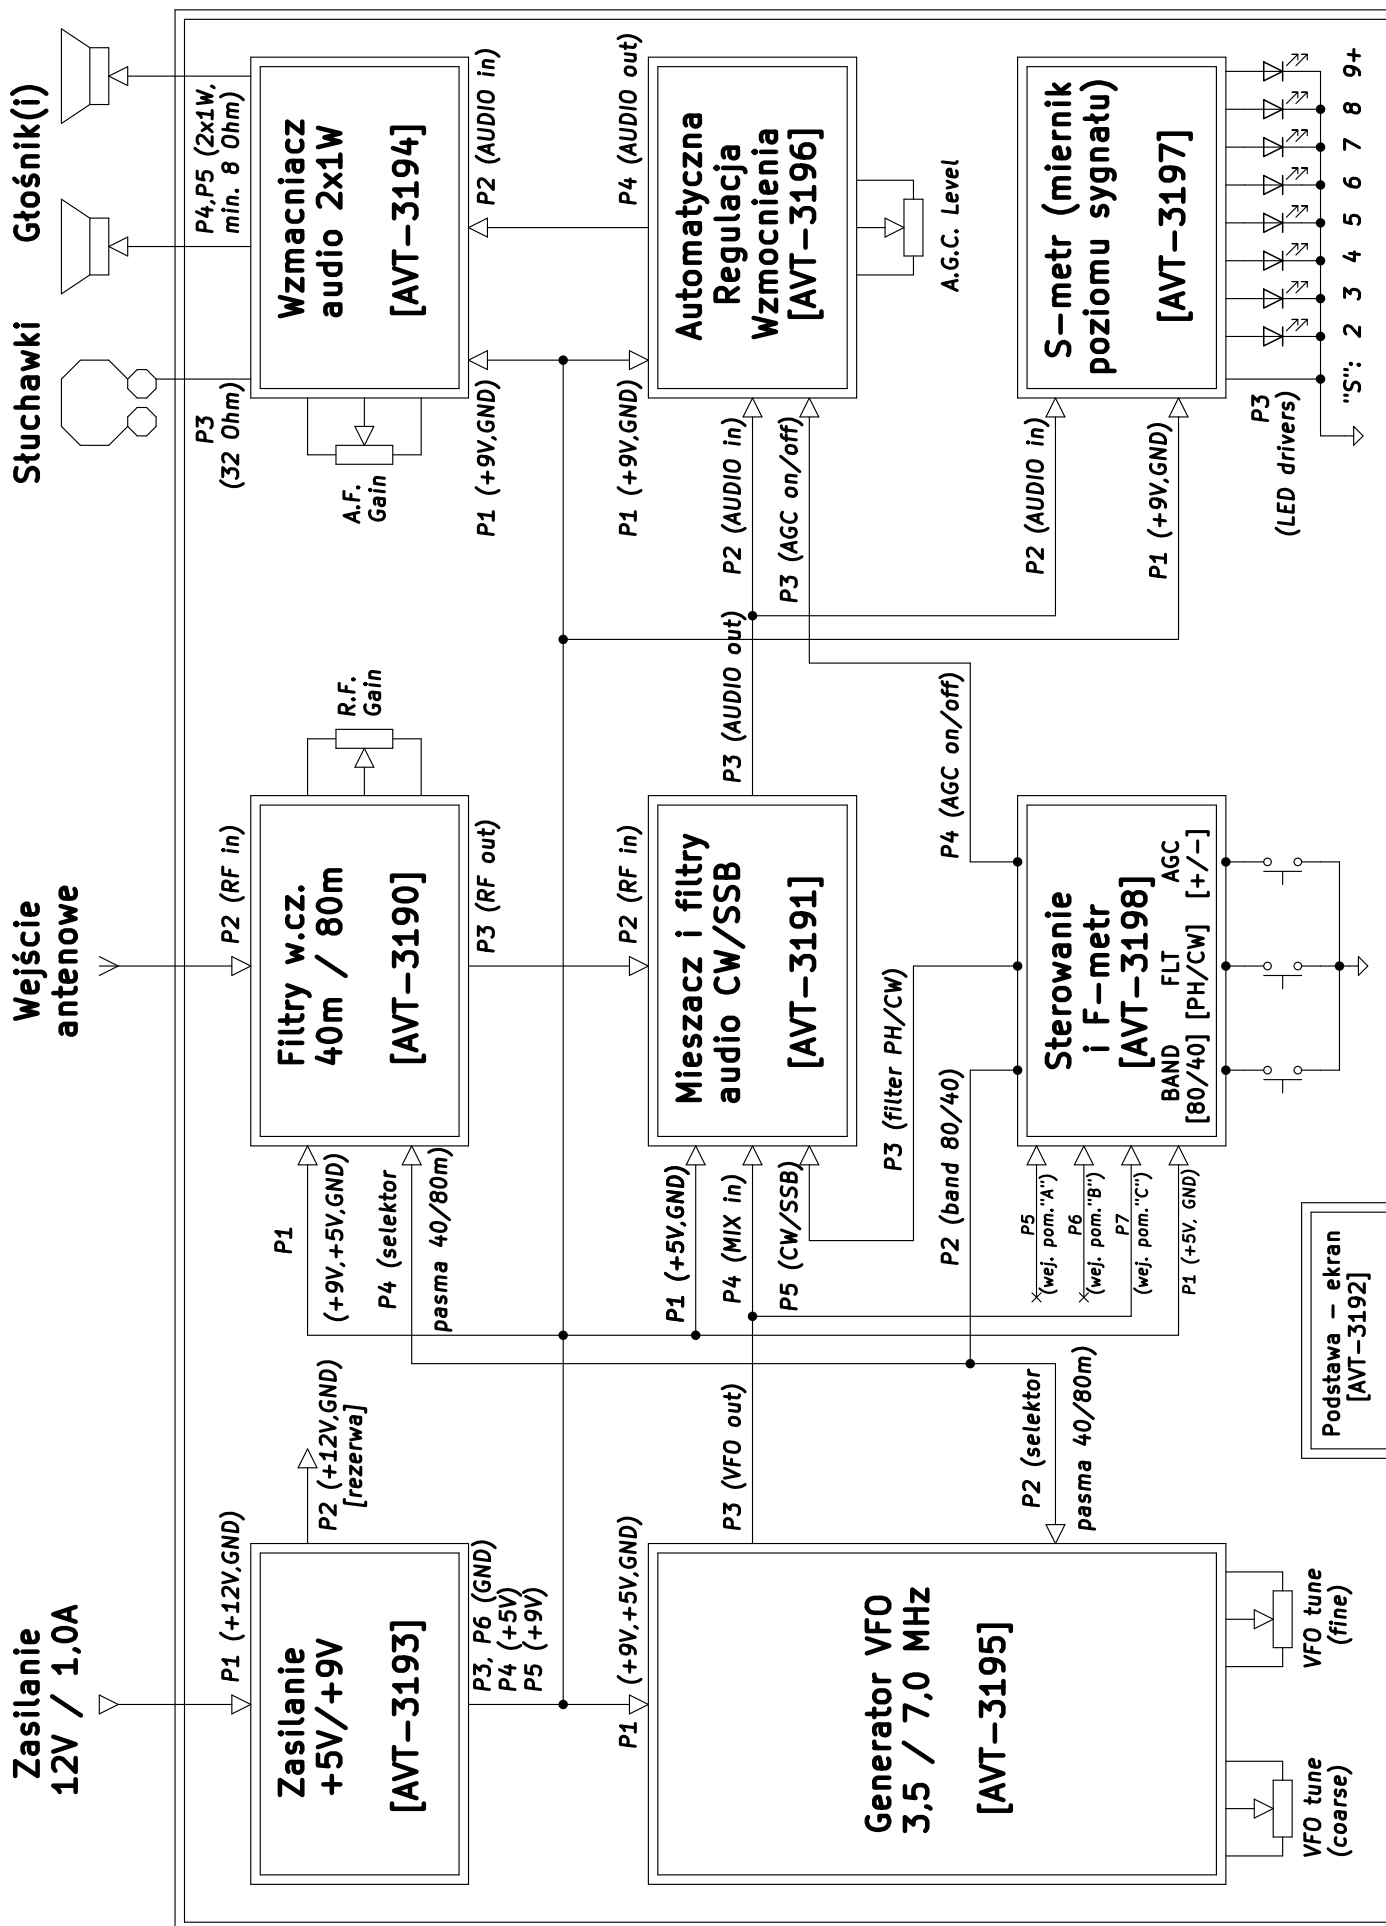 Zasilanie
12V / 1,0A
Wejście
antenowe
Słuchawki
Głośnik(i)
P1 (+12V,GND)
Zasilanie
+5V/+9V
[AVT-3193]
P2 (+12V,GND)
[rezerwa]
P3, P6 (GND)
P4 (+5V)
P5 (+9V)
P2 (RF in)
Filtry w.cz.
40m / 80m
[AVT-3190]
R.F.
Gain
P1
(+9V,+5V,GND)
P4 (selektor
pasma 40/80m)
P3 (RF out)
P3
(32 Ohm)
P4,P5 (2x1W,
min. 8 Ohm)
Wzmacniacz
audio 2x1W
[AVT-3194]
A.F.
Gain
P1 (+9V,GND)
P2 (AUDIO in)
P1
(+9V,+5V,GND)
Generator VFO
3,5 / 7,0 MHz
[AVT-3195]
P3 (VFO out)
P2 (selektor
pasma 40/80m)
VFO tune
(coarse)
VFO tune
(fine)
P2 (RF in)
Mieszacz i filtry
audio CW/SSB
[AVT-3191]
P1 (+5V,GND)
P4 (MIX in)
P5 (CW/SSB)
P3 (AUDIO out)
P1 (+9V,GND)
P4 (AUDIO out)
Automatyczna
Regulacja
Wzmocnienia
[AVT-3196]
P2 (AUDIO in)
P3 (AGC on/off)
A.G.C. Level
P3 (filter PH/CW)
P2 (band 80/40)
P4 (AGC on/off)
Sterowanie
i F-metr
[AVT-3198]
BAND FLT AGC
[80/40] [PH/CW] [+/-]
P5
(wej. pom."A")
P6
(wej. pom."B")
P7
(wej. pom."C")
P1 (+5V, GND)
P2 (AUDIO in)
P1 (+9V,GND)
S-metr (miernik
poziomu sygnału)
[AVT-3197]
P3
(LED drivers)
"S": 2 3 4 5 6 7 8 9+
Podstawa - ekran
[AVT-3192]